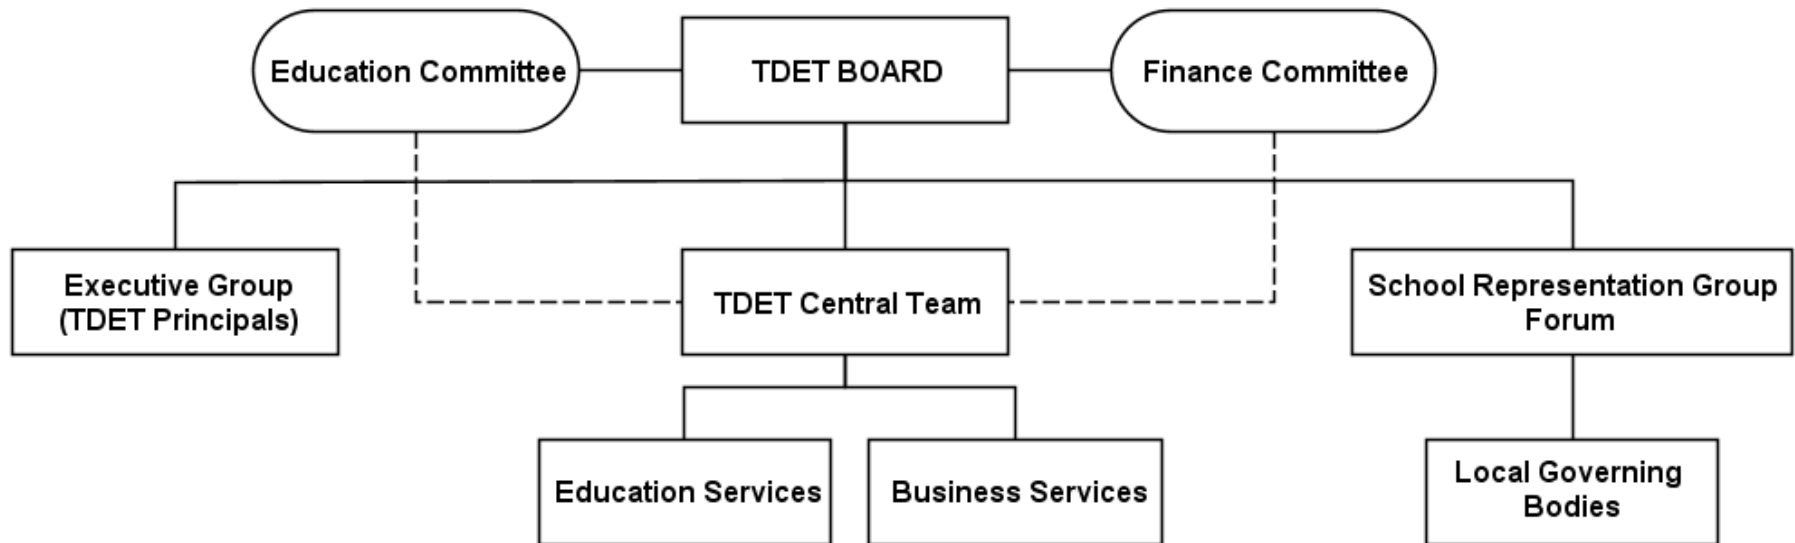 Education Committee
TDET BOARD
Finance Committee
Executive Group
(TDET Principals)
TDET Central Team
School Representation Group
Forum
Education Services
Business Services
Local Governing
Bodies